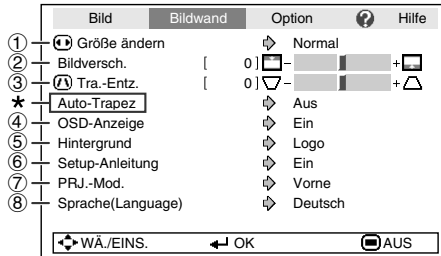 Bild Bildwand Option ? Hilfe
① Größe ändern Normal
② Bildversch. [ 0 ] - +
③ Tra.-Entz. [ 0 ] - +
* Auto-Trapez Aus
④ OSD-Anzeige Ein
⑤ Hintergrund Logo
⑥ Setup-Anleitung Ein
⑦ PRJ.-Mod. Vorne
⑧ Sprache(Language) Deutsch
WÄ./EINS. OK AUS